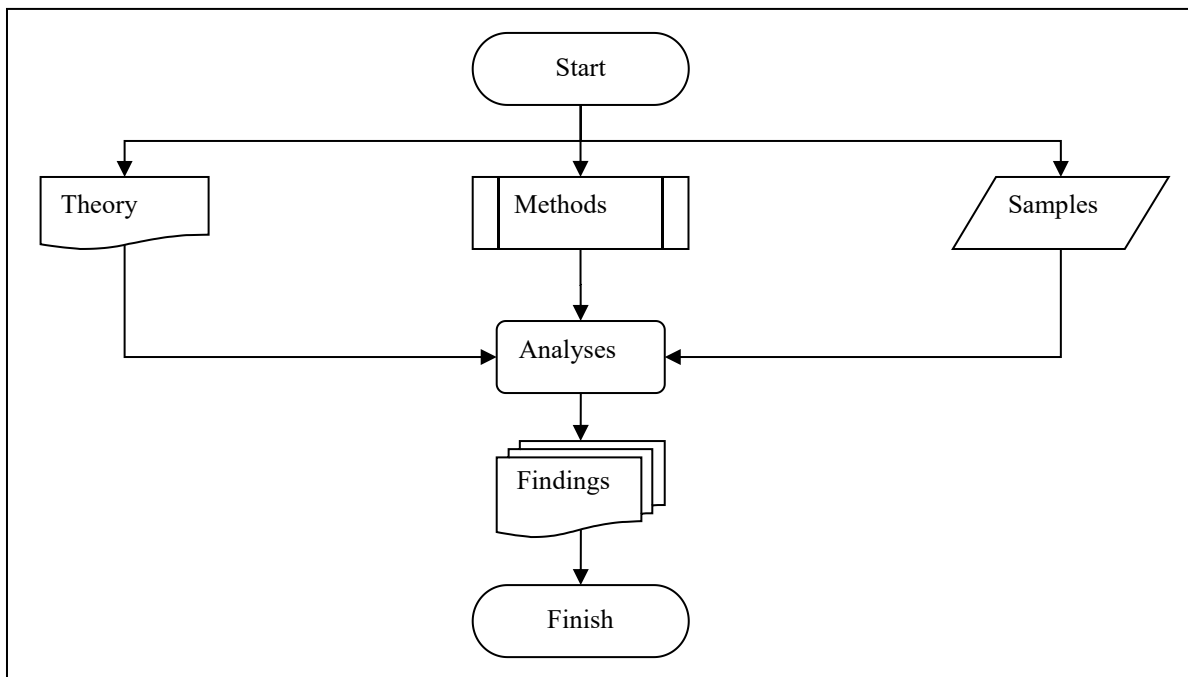 Start
Theory
Methods
Samples
Analyses
Findings
Finish